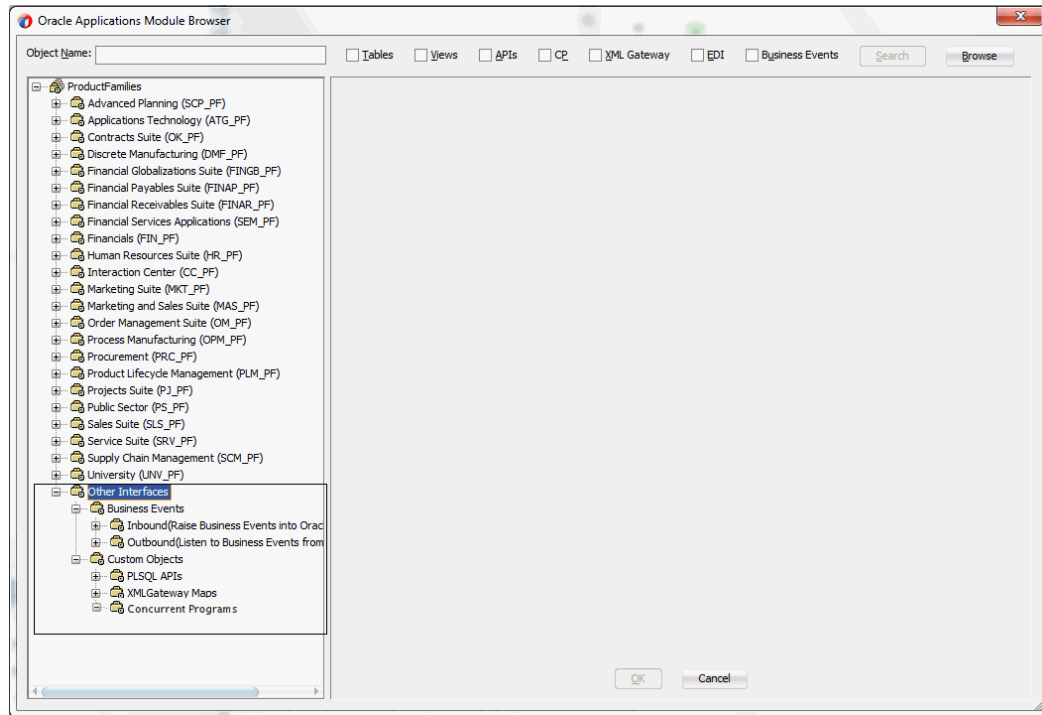 Oracle Applications Module Browser
Object Name:
Tables Views APIs CP XML Gateway EDI Business Events Search Browse
ProductFamilies
Advanced Planning (SCP_PF)
Applications Technology (ATG_PF)
Contracts Suite (OK_PF)
Discrete Manufacturing (DMF_PF)
Financial Globalizations Suite (FINGB_PF)
Financial Payables Suite (FINAP_PF)
Financial Receivables Suite (FINAR_PF)
Financial Services Applications (SEM_PF)
Financials (FIN_PF)
Human Resources Suite (HR_PF)
Interaction Center (CC_PF)
Marketing Suite (MKT_PF)
Marketing and Sales Suite (MAS_PF)
Order Management Suite (OM_PF)
Process Manufacturing (OPM_PF)
Procurement (PRC_PF)
Product Lifecycle Management (PLM_PF)
Projects Suite (PJ_PF)
Public Sector (PS_PF)
Sales Suite (SLS_PF)
Service Suite (SRV_PF)
Supply Chain Management (SCM_PF)
University (UNV_PF)
Other Interfaces
Business Events
Inbound(Raise Business Events into Orac
Outbound(Listen to Business Events from
Custom Objects
PLSQL APIs
XMLGateway Maps
Concurrent Programs
OK Cancel